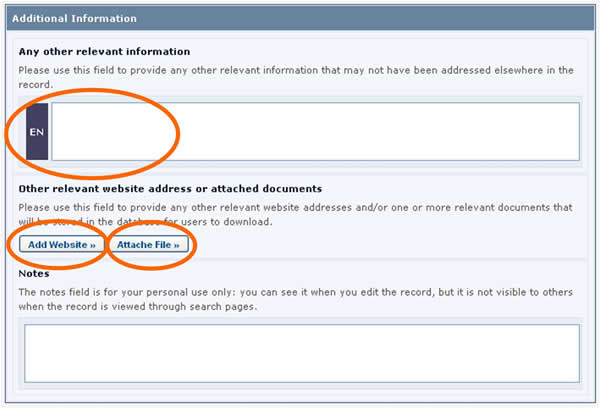 Additional Information
Any other relevant information
Please use this field to provide any other relevant information that may not have been addressed elsewhere in the
record.
EN
Other relevant website address or attached documents
Please use this field to provide any other relevant website addresses and/or one or more relevant documents that
will be stored in the database for users to download.
Add Website » Attache File »
Notes
The notes field is for your personal use only: you can see it when you edit the record, but it is not visible to others
when the record is viewed through search pages.